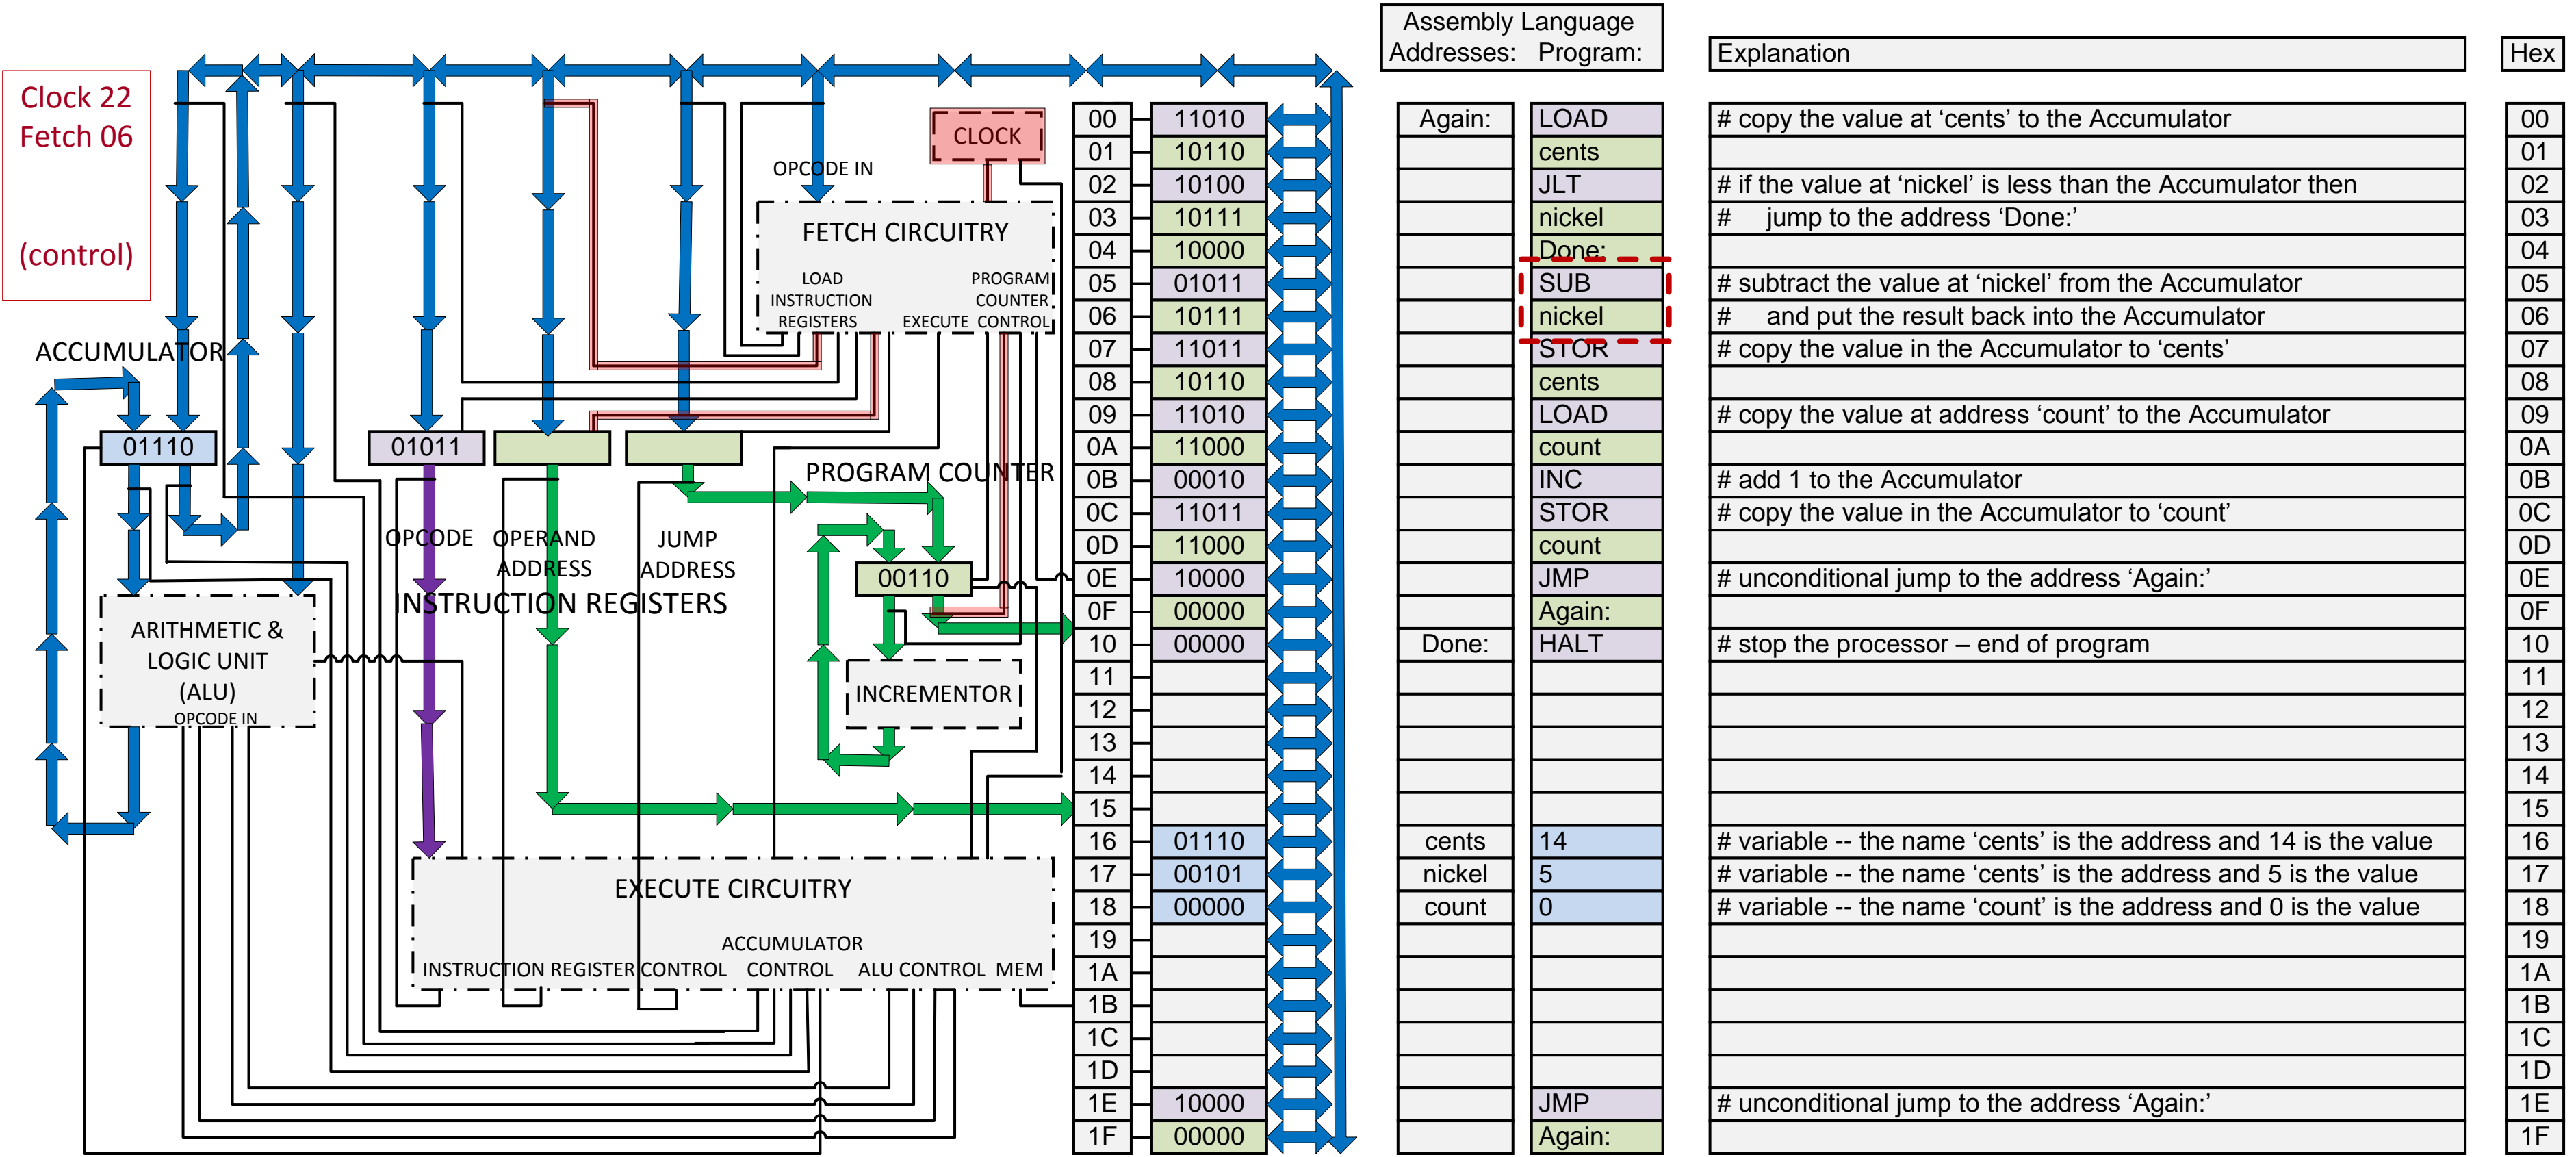 Assembly Language
Addresses: Program:
Explanation
Hex
Clock 22
Fetch 06
(control)
CLOCK
OPCODE IN
FETCH CIRCUITRY
LOAD
INSTRUCTION
REGISTERS
EXECUTE
PROGRAM
COUNTER
CONTROL
ACCUMULATOR
01110
01011
PROGRAM COUNTER
OPCODE
OPERAND
ADDRESS
JUMP
ADDRESS
INSTRUCTION REGISTERS
00110
INCREMENTOR
ARITHMETIC &
LOGIC UNIT
(ALU)
OPCODE IN
EXECUTE CIRCUITRY
INSTRUCTION REGISTER CONTROL
ACCUMULATOR
CONTROL
ALU CONTROL
MEM
00 11010 Again: LOAD # copy the value at ‘cents’ to the Accumulator 00
01 10110 cents 01
02 10100 JLT # if the value at ‘nickel’ is less than the Accumulator then 02
03 10111 nickel # jump to the address ‘Done:’ 03
04 10000 Done: 04
05 01011 SUB # subtract the value at ‘nickel’ from the Accumulator 05
06 10111 nickel # and put the result back into the Accumulator 06
07 11011 STOR # copy the value in the Accumulator to ‘cents’ 07
08 10110 cents 08
09 11010 LOAD # copy the value at address ‘count’ to the Accumulator 09
0A 11000 count 0A
0B 00010 INC # add 1 to the Accumulator 0B
0C 11011 STOR # copy the value in the Accumulator to ‘count’ 0C
0D 11000 count 0D
0E 10000 JMP # unconditional jump to the address ‘Again:’ 0E
0F 00000 Again: 0F
10 00000 Done: HALT # stop the processor – end of program 10
11 11
12 12
13 13
14 14
15 15
16 01110 cents 14 # variable -- the name ‘cents’ is the address and 14 is the value 16
17 00101 nickel 5 # variable -- the name ‘cents’ is the address and 5 is the value 17
18 00000 count 0 # variable -- the name ‘count’ is the address and 0 is the value 18
19 19
1A 1A
1B 1B
1C 1C
1D 1D
1E 10000 JMP # unconditional jump to the address ‘Again:’ 1E
1F 00000 Again: 1F